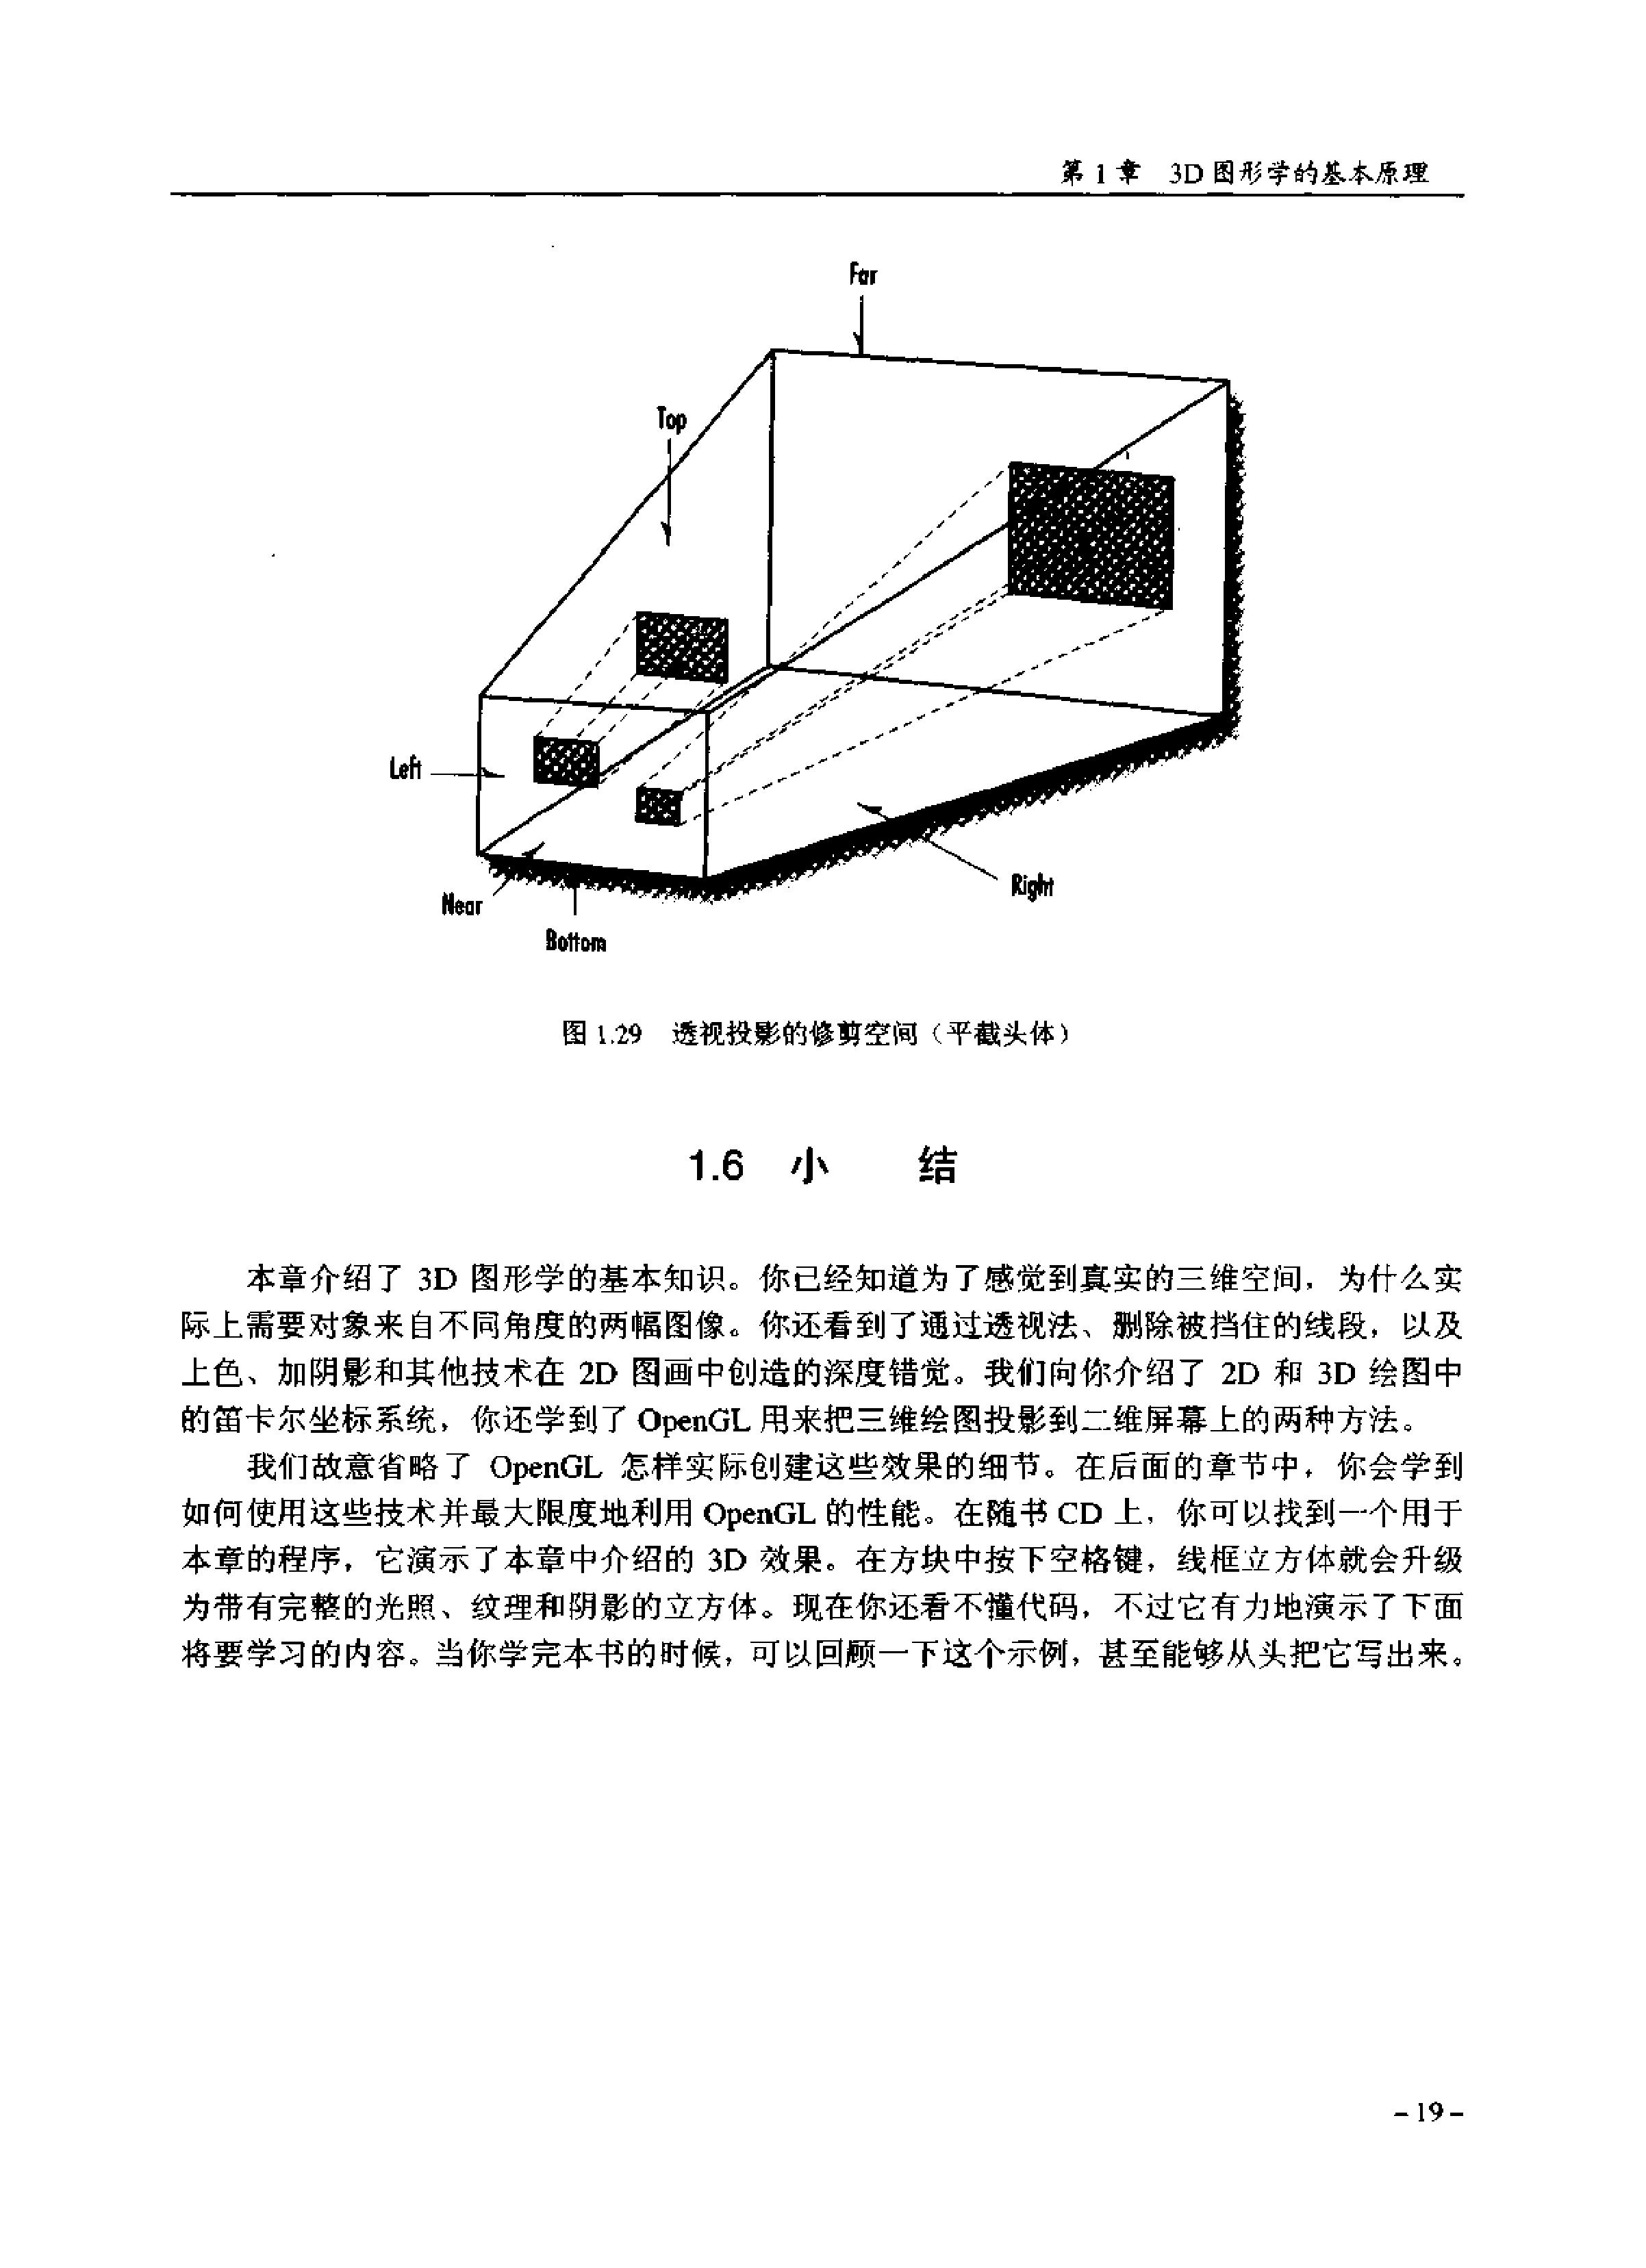 第 1 章 3D 图形学的基本原理
Far
Top
Left
Right
Near
Bottom
图 1.29 透视投影的修剪空间（平截头体）
1.6 小 结
本章介绍了 3D 图形学的基本知识。你已经知道为了感觉到真实的三维空间，为什么实
际上需要对象来自不同角度的两幅图像。你还看到了通过透视法、删除被挡住的线段，以及
上色、加阴影和其他技术在 2D 图画中创造的深度错觉。我们向你介绍了 2D 和 3D 绘图中
的笛卡尔坐标系统，你还学到了 OpenGL 用来把三维绘图投影到二维屏幕上的两种方法。
我们故意省略了 OpenGL 怎样实际创建这些效果的细节。在后面的章节中，你会学到
如何使用这些技术并最大限度地利用 OpenGL 的性能。在随书 CD 上，你可以找到一个用于
本章的程序，它演示了本章中介绍的 3D 效果。在方块中按下空格键，线框立方体就会升级
为带有完整的光照、纹理和阴影的立方体。现在你还看不懂代码，不过它有力地演示了下面
将要学习的内容。当你学完本书的时候，可以回顾一下这个示例，甚至能够从头把它写出来。
- 19 -